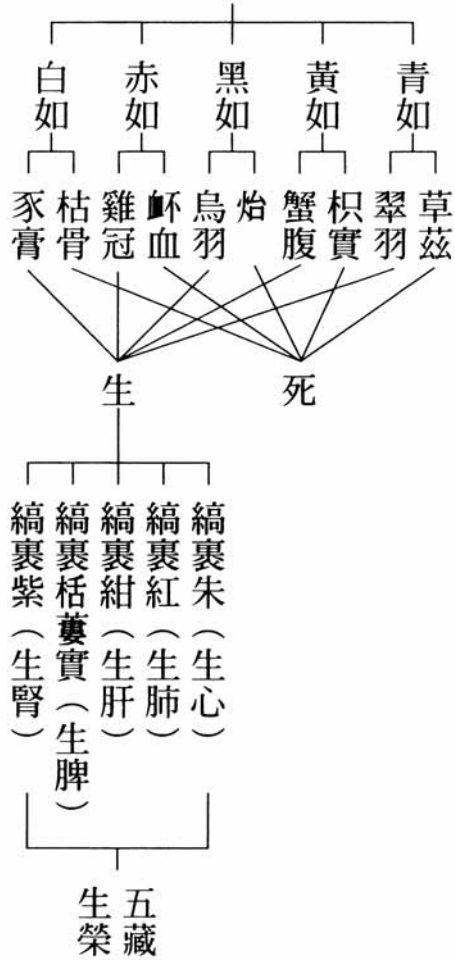 青如
黃如
黑如
赤如
白如
草茲
翠羽
枳實
蟹腹
炲
烏羽
衃血
雞冠
枯骨
豕膏
死
生
縞裹朱（生心）
縞裹紅（生肺）
縞裹紺（生肝）
縞裹栝蔞實（生脾）
縞裹紫（生腎）
五藏
生榮